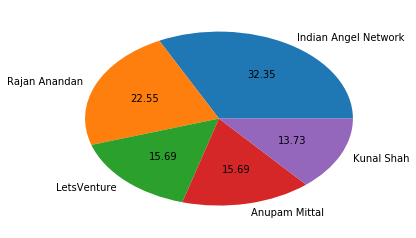 Indian Angel Network
32.35
Rajan Anandan
22.55
LetsVenture
15.69
Anupam Mittal
15.69
Kunal Shah
13.73